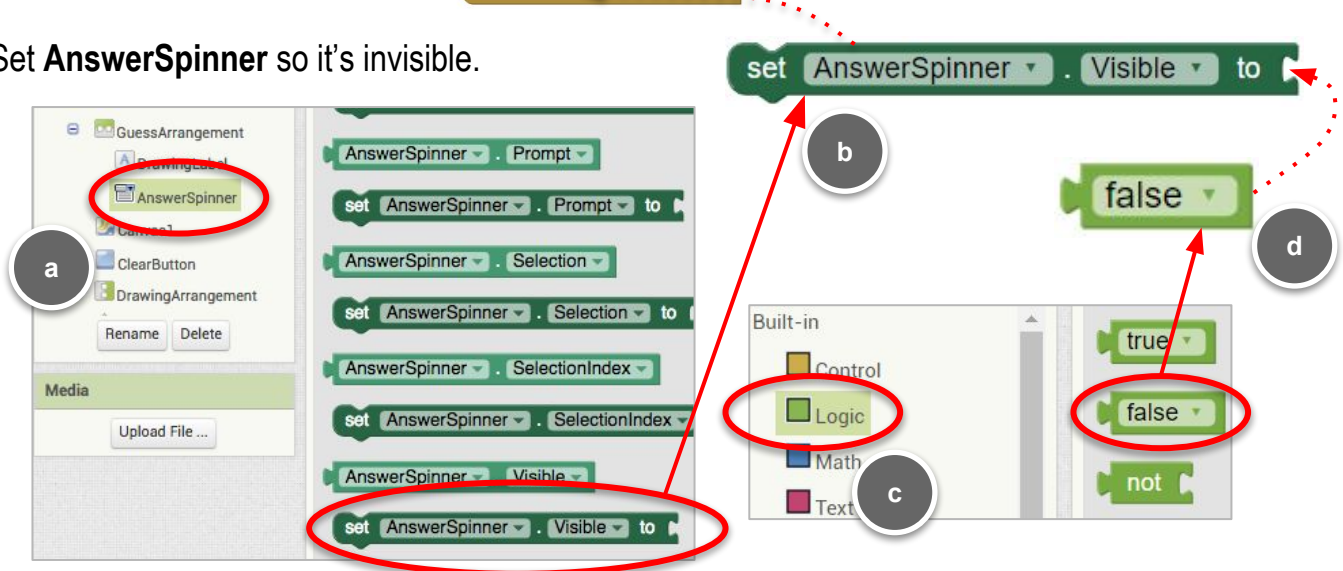 Set AnswerSpinner so it's invisible.
set AnswerSpinner . Visible to
b
false
d
GuessArrangement
DrawingLabel
AnswerSpinner
Canvas1
a
ClearButton
DrawingArrangement
Rename Delete
Media
Upload File ...
AnswerSpinner . Prompt
set AnswerSpinner . Prompt to
AnswerSpinner . Selection
set AnswerSpinner . Selection to
AnswerSpinner . SelectionIndex
set AnswerSpinner . SelectionIndex
AnswerSpinner . Visible
set AnswerSpinner . Visible to
Built-in
Control
Logic
Math
Text
c
true
false
not